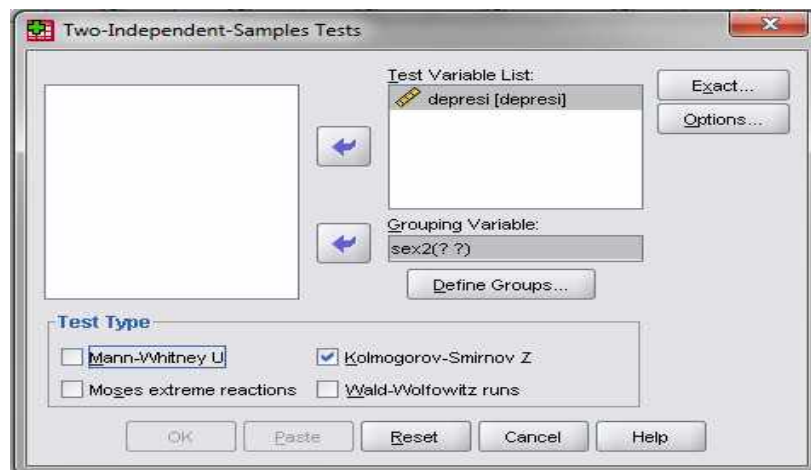 Two-Independent-Samples Tests
Test Variable List:
depresi [depresi]
Exact...
Options...
Grouping Variable:
sex2(? ?)
Define Groups...
Test Type
Mann-Whitney U
Kolmogorov-Smirnov Z
Moses extreme reactions
Wald-Wolfowitz runs
OK
Paste
Reset
Cancel
Help